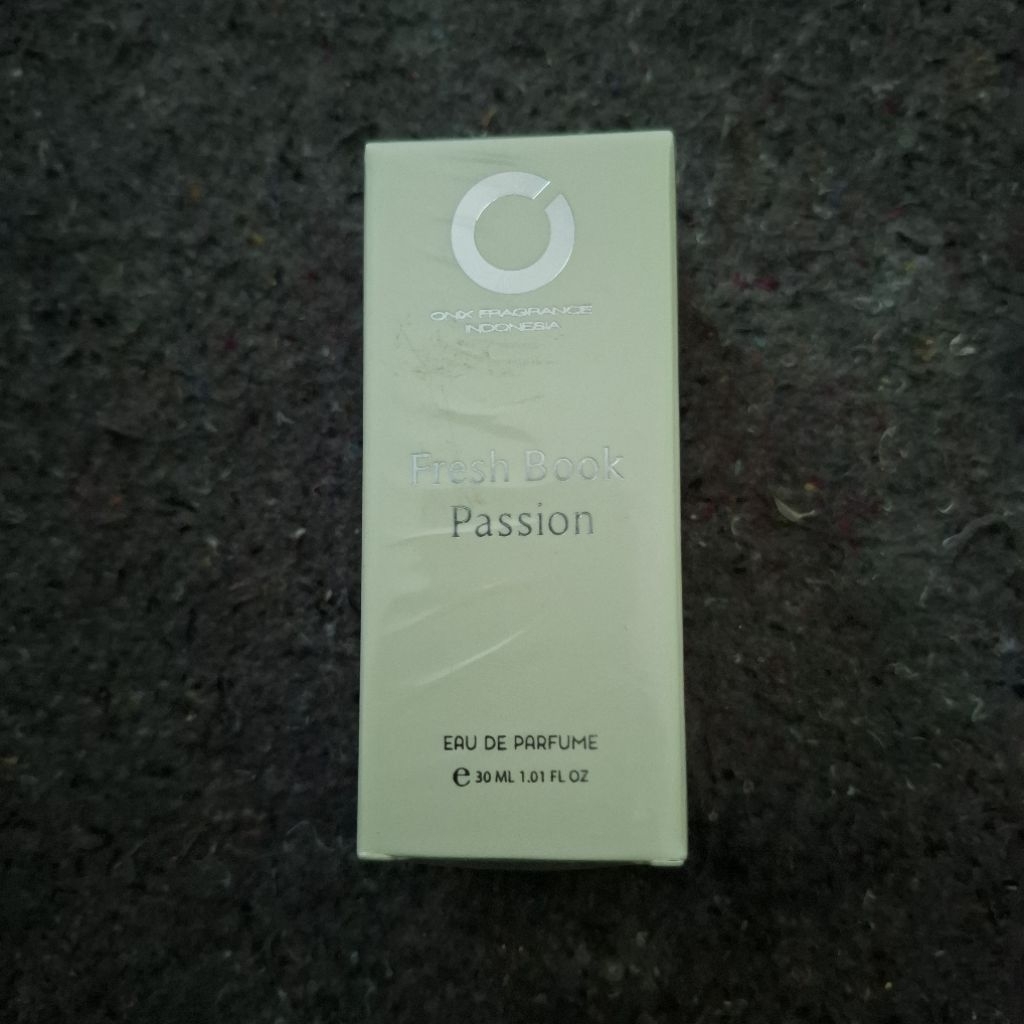 ONIX FRAGRANCE
INDONESIA
Fresh Book
Passion
EAU DE PARFUME
e 30 ML 1.01 FL OZ